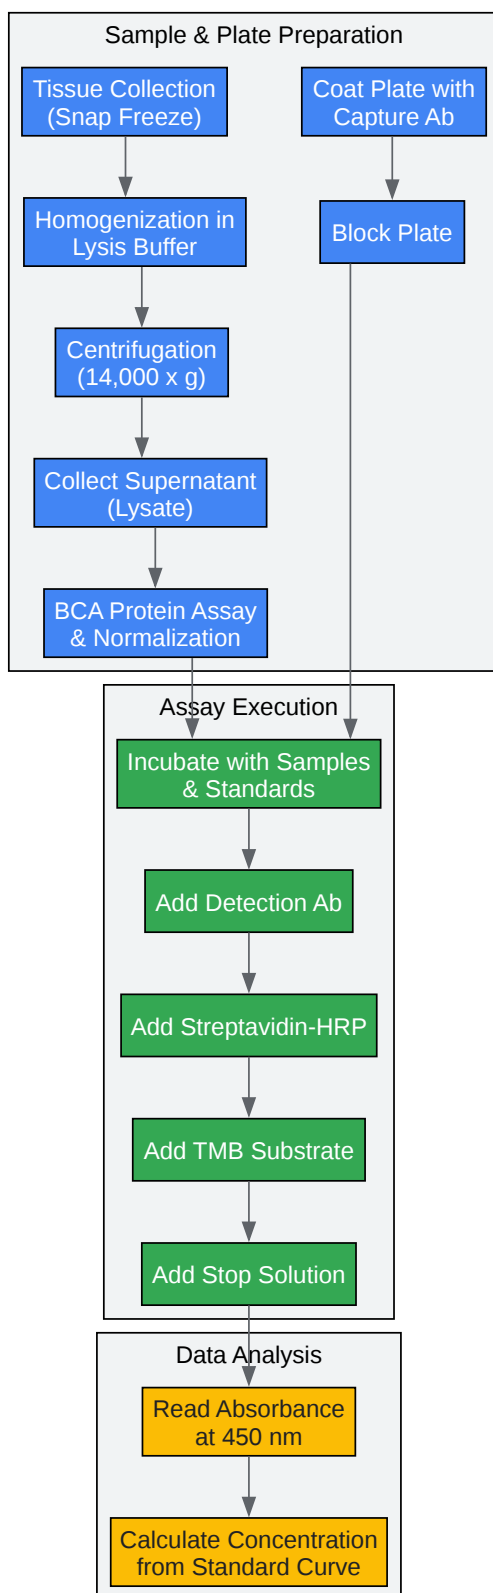 Sample & Plate Preparation
Tissue Collection
(Snap Freeze)
Coat Plate with
Capture Ab
Homogenization in
Lysis Buffer
Block Plate
Centrifugation
(14,000 x g)
Collect Supernatant
(Lysate)
BCA Protein Assay
& Normalization
Assay Execution
Incubate with Samples
& Standards
Add Detection Ab
Add Streptavidin-HRP
Add TMB Substrate
Add Stop Solution
Data Analysis
Read Absorbance
at 450 nm
Calculate Concentration
from Standard Curve